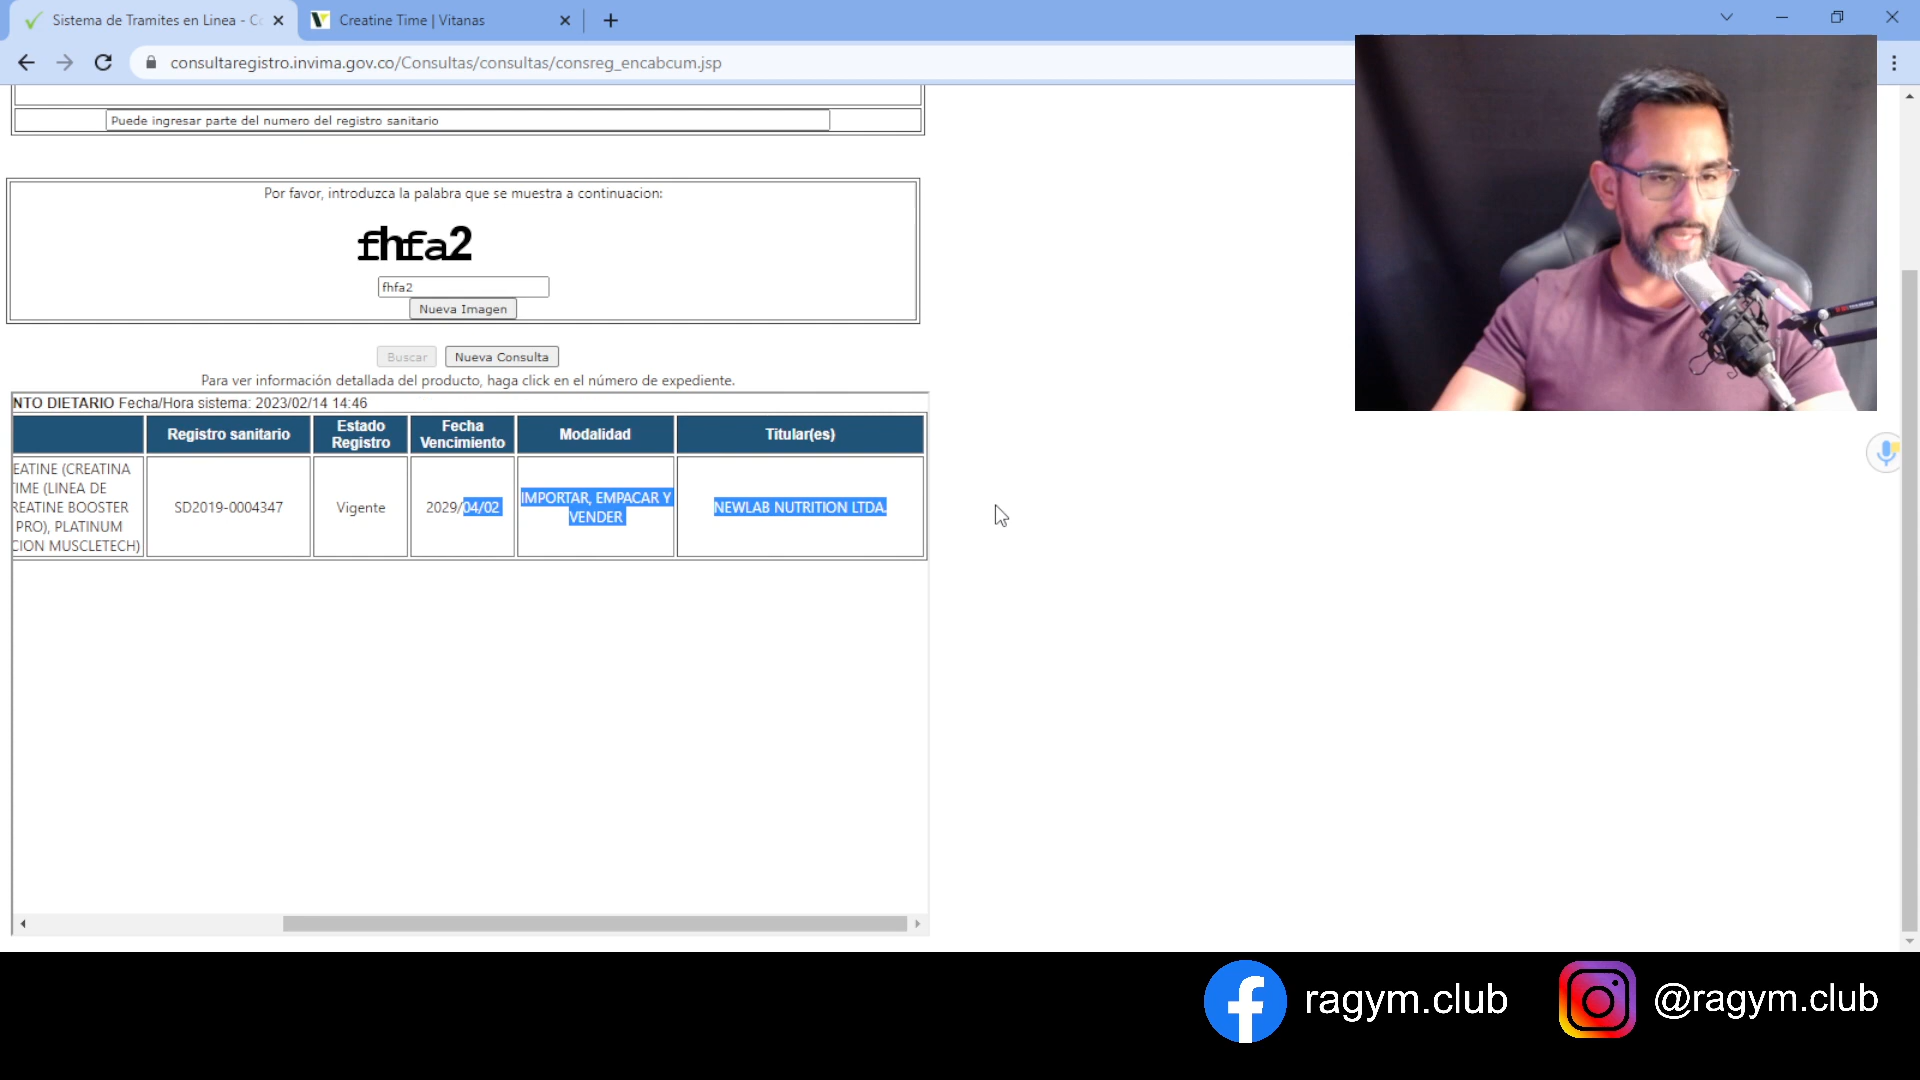 Sistema de Tramites en Linea - Co
Creatine Time | Vitanas
consultaregistro.invima.gov.co/Consultas/consultas/consreg_encabcum.jsp
Puede ingresar parte del numero del registro sanitario
Por favor, introduzca la palabra que se muestra a continuacion:
fhfa2
fhfa2
Nueva Imagen
Buscar Nueva Consulta
Para ver información detallada del producto, haga click en el número de expediente.
NTO DIETARIO Fecha/Hora sistema: 2023/02/14 14:46
Registro sanitario
Estado
Registro
Fecha
Vencimiento
Modalidad
Titular(es)
EATINE (CREATINA
IME (LINEA DE
REATINE BOOSTER
PRO), PLATINUM
CION MUSCLETECH)
SD2019-0004347
Vigente
2029/04/02
IMPORTAR, EMPACAR Y
VENDER
NEWLAB NUTRITION LTDA.
ragym.club
@ragym.club